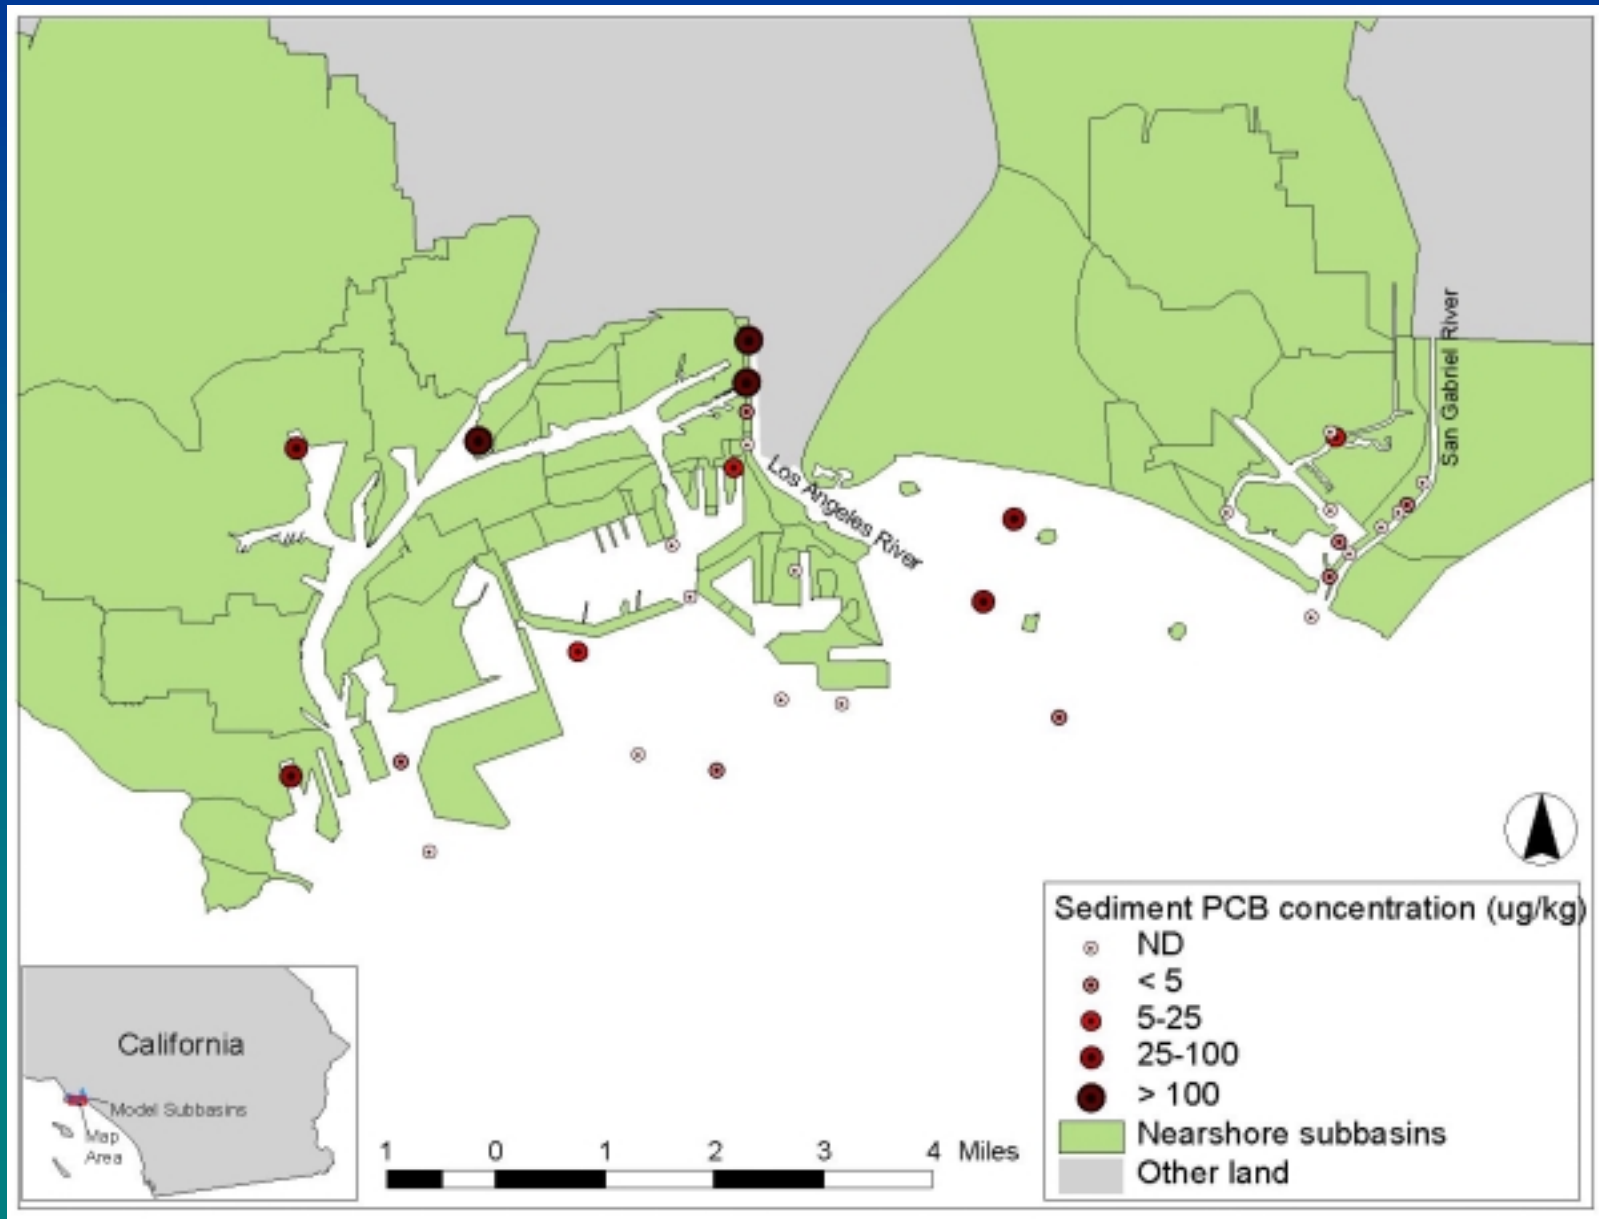 San Gabriel River
Los Angeles River
Sediment PCB concentration (ug/kg)
ND
< 5
5-25
25-100
> 100
Nearshore subbasins
Other land
California
Model Subbasins
Map
Area
1 0 1 2 3 4 Miles